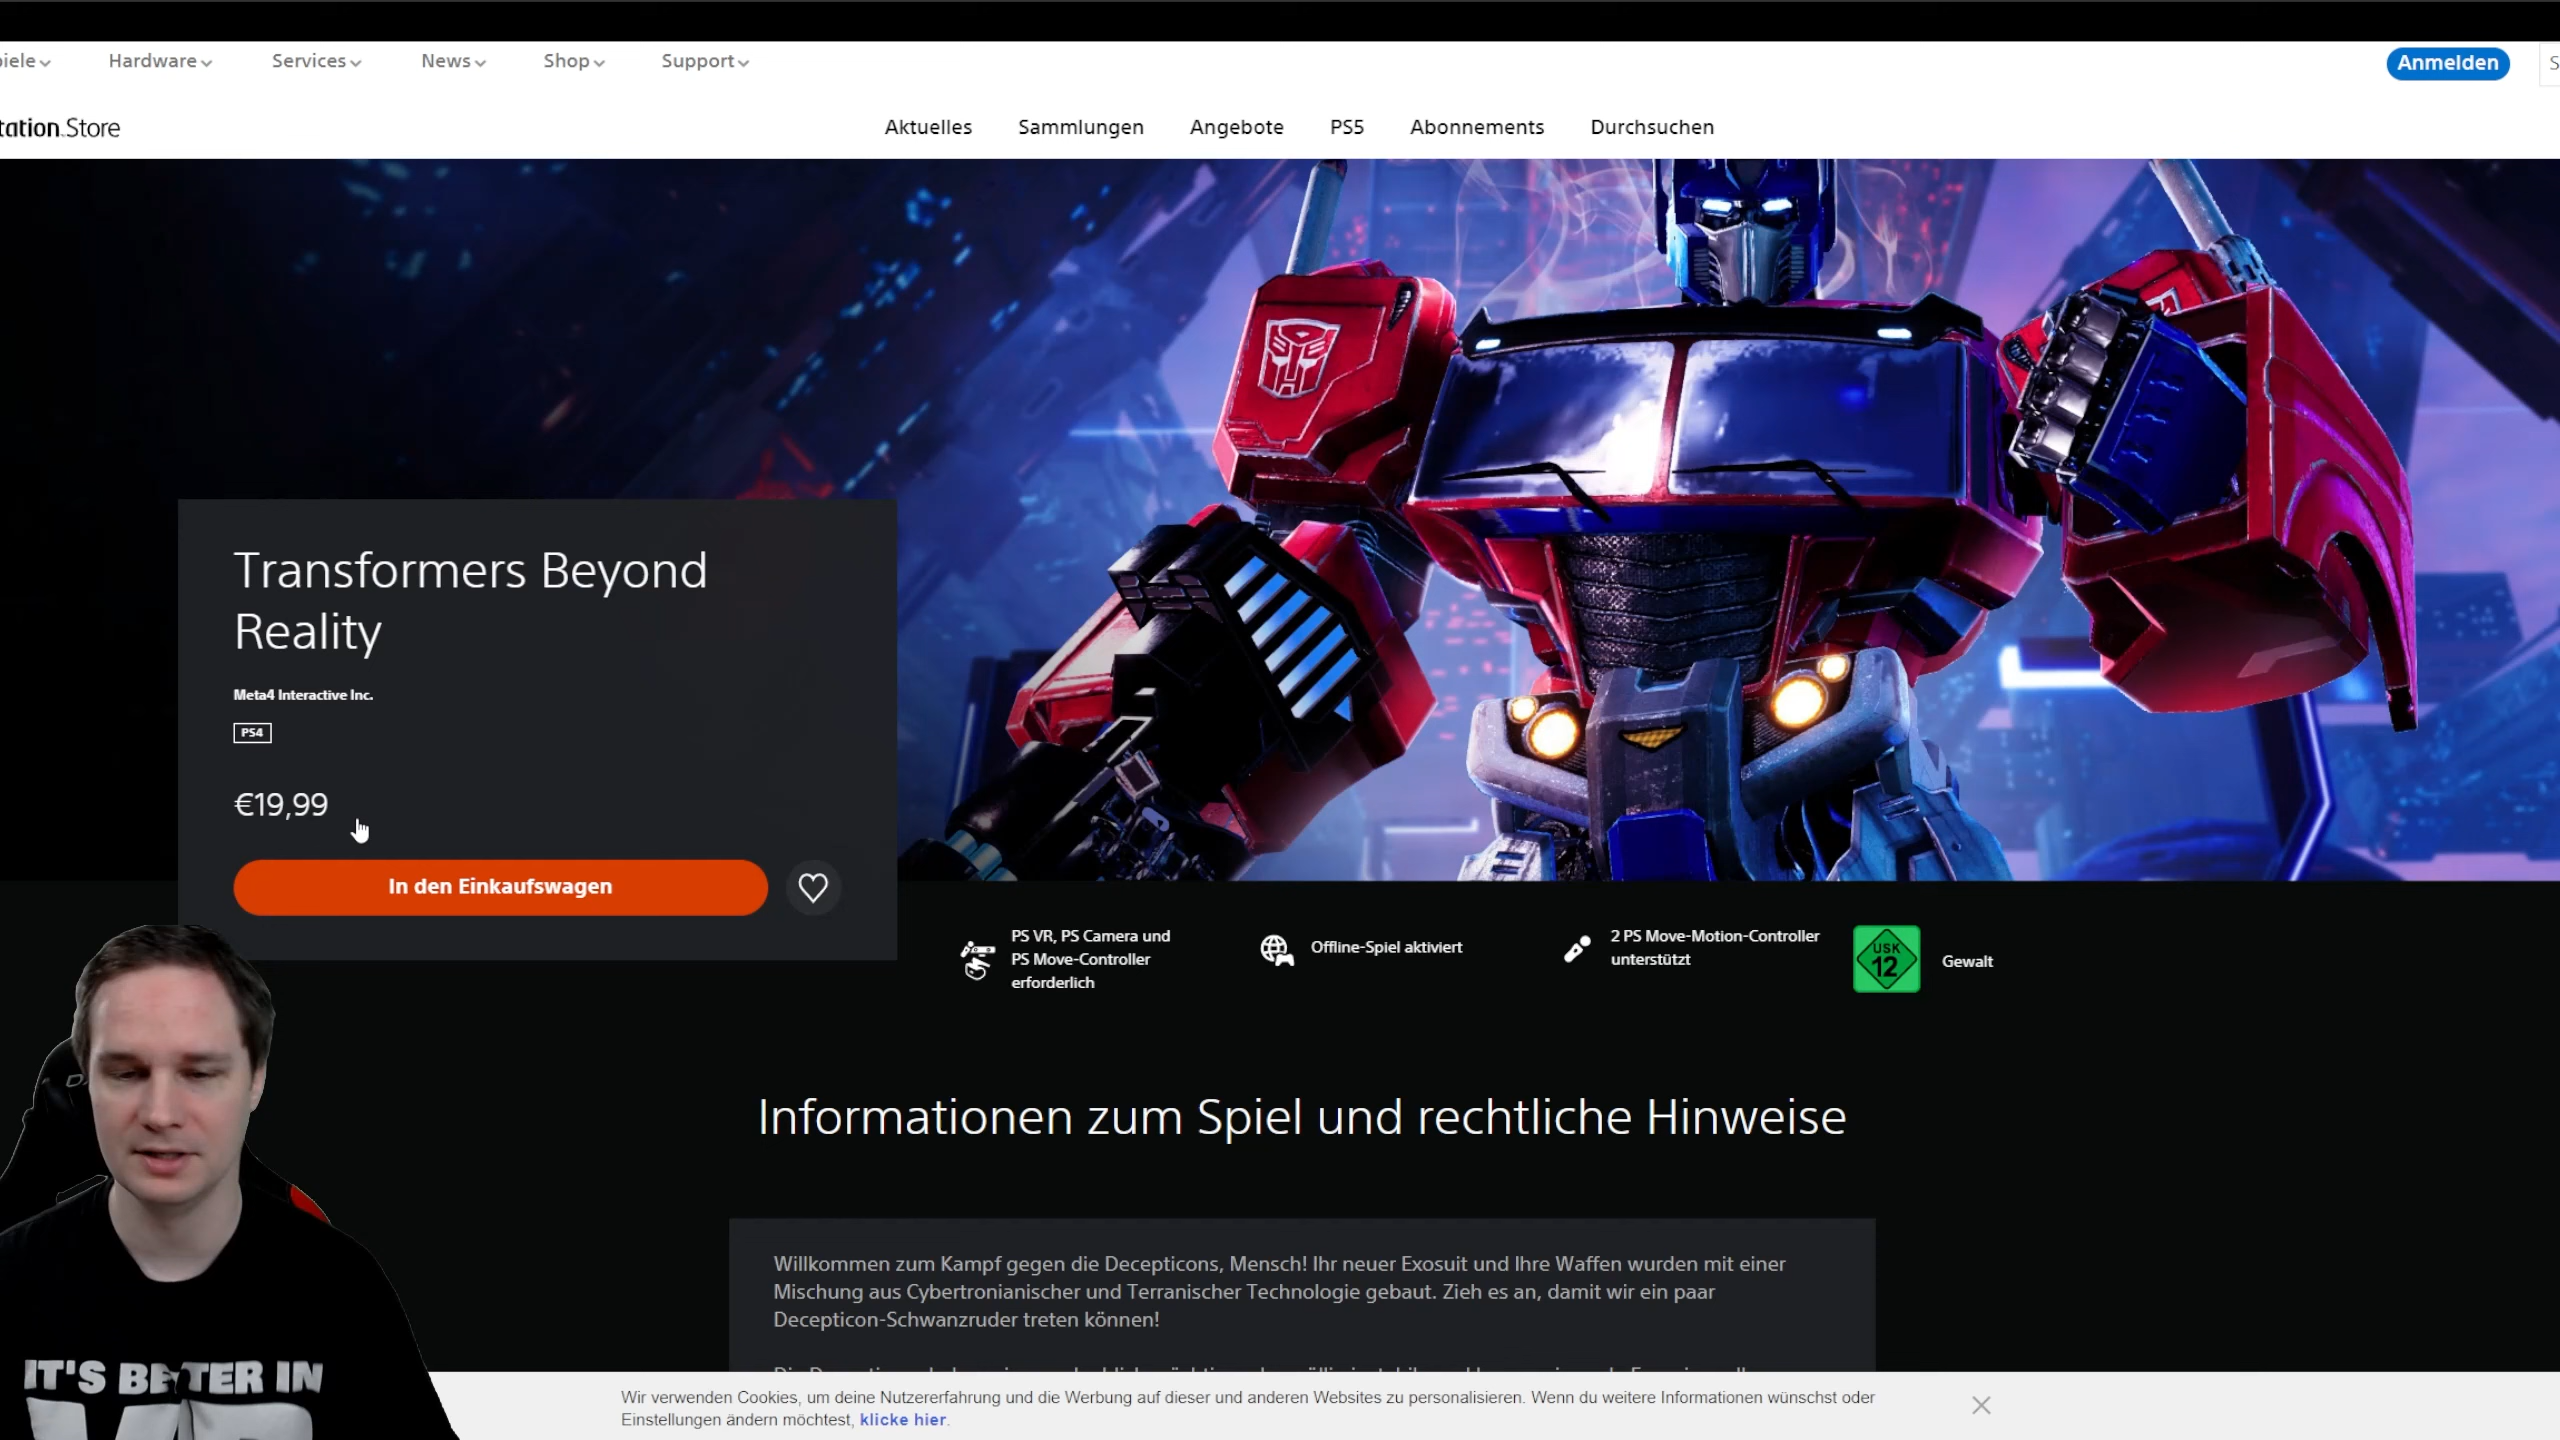 Hardware
Services
News
Shop
Support
Anmelden
Store
Aktuelles
Sammlungen
Angebote
PS5
Abonnements
Durchsuchen
Transformers Beyond
Reality
Meta4 Interactive Inc.
PS4
€19,99
In den Einkaufswagen
PS VR, PS Camera und
PS Move-Controller
erforderlich
Offline-Spiel aktiviert
2 PS Move-Motion-Controller
unterstützt
USK
12
Gewalt
Informationen zum Spiel und rechtliche Hinweise
Willkommen zum Kampf gegen die Decepticons, Mensch! Ihr neuer Exosuit und Ihre Waffen wurden mit einer
Mischung aus Cybertronianischer und Terranischer Technologie gebaut. Zieh es an, damit wir ein paar
Decepticon-Schwanzruder treten können!
IT'S BETTER IN
VR
Wir verwenden Cookies, um deine Nutzererfahrung und die Werbung auf dieser und anderen Websites zu personalisieren. Wenn du weitere Informationen wünschst oder
Einstellungen ändern möchtest, klicke hier.